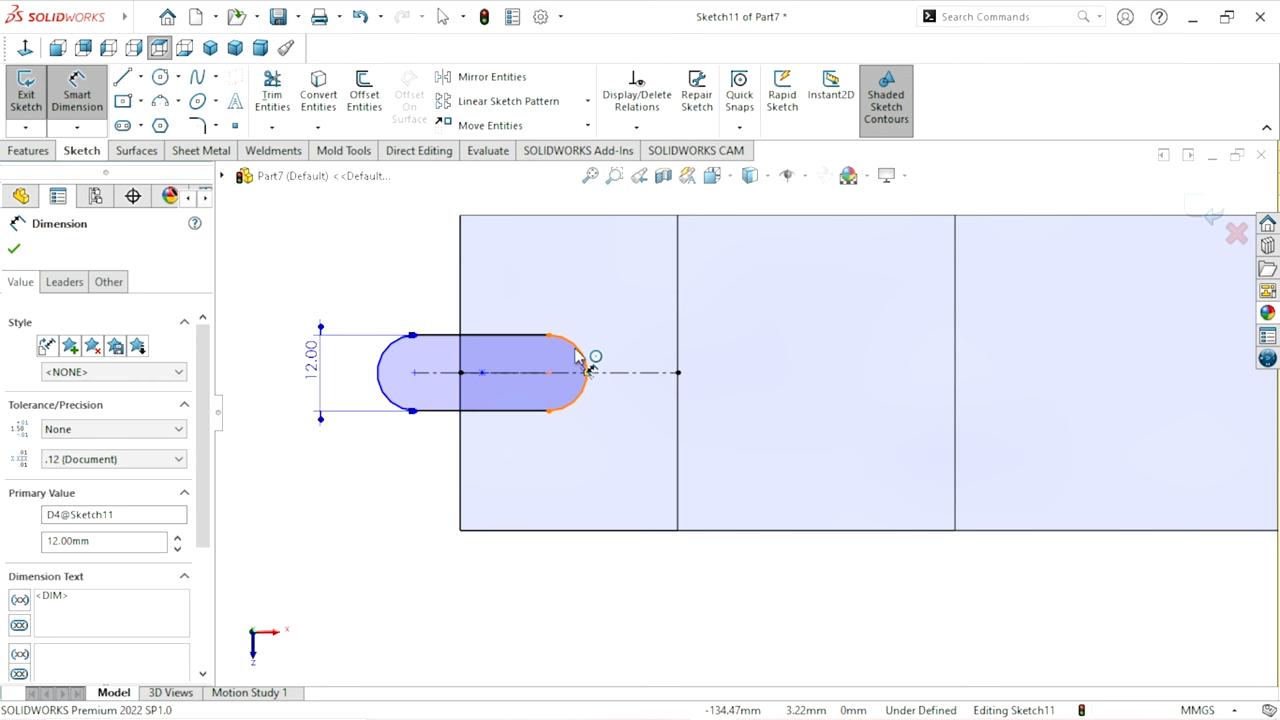 SOLIDWORKS
Sketch11 of Part7 *
Search Commands
Exit Sketch
Smart Dimension
Trim Entities
Convert Entities
Offset Entities
Offset On Surface
Mirror Entities
Linear Sketch Pattern
Move Entities
Display/Delete Relations
Repair Sketch
Quick Snaps
Rapid Sketch
Instant2D
Shaded Sketch Contours
Features
Sketch
Surfaces
Sheet Metal
Weldments
Mold Tools
Direct Editing
Evaluate
SOLIDWORKS Add-Ins
SOLIDWORKS CAM
Part7 (Default) <<Default...
Dimension
Value
Leaders
Other
Style
<NONE>
Tolerance/Precision
None
.12 (Document)
Primary Value
D4@Sketch11
12.00mm
Dimension Text
<DIM>
12.00
x
z
Model
3D Views
Motion Study 1
SOLIDWORKS Premium 2022 SP1.0
-134.47mm
3.22mm
0mm
Under Defined
Editing Sketch11
MMGS